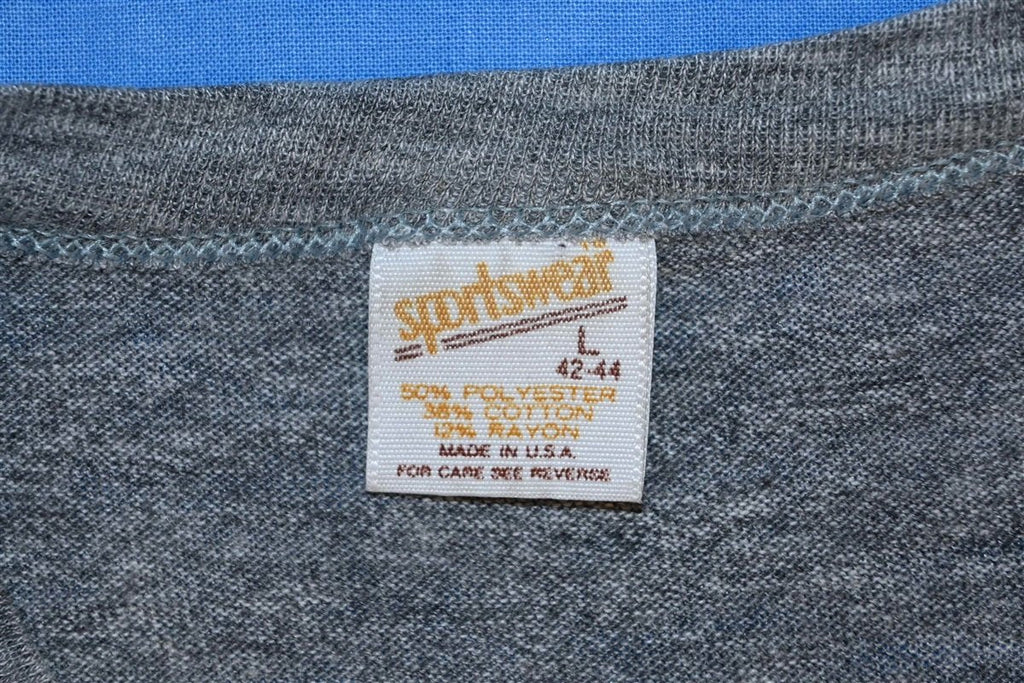 sportswear
L
42-44
50% POLYESTER
38% COTTON
12% RAYON
MADE IN U.S.A.
FOR CARE SEE REVERSE